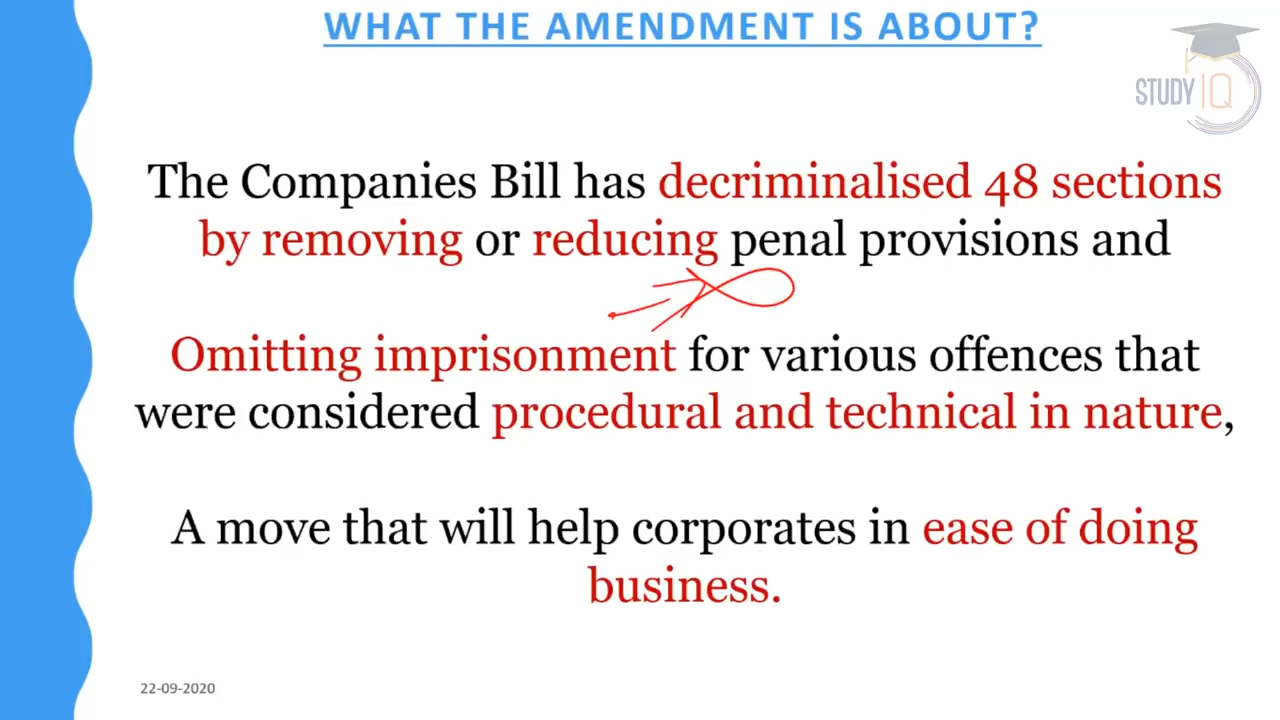 WHAT THE AMENDMENT IS ABOUT?
STUDY IQ
The Companies Bill has decriminalised 48 sections
by removing or reducing penal provisions and
Omitting imprisonment for various offences that
were considered procedural and technical in nature,
A move that will help corporates in ease of doing
business.
22-09-2020